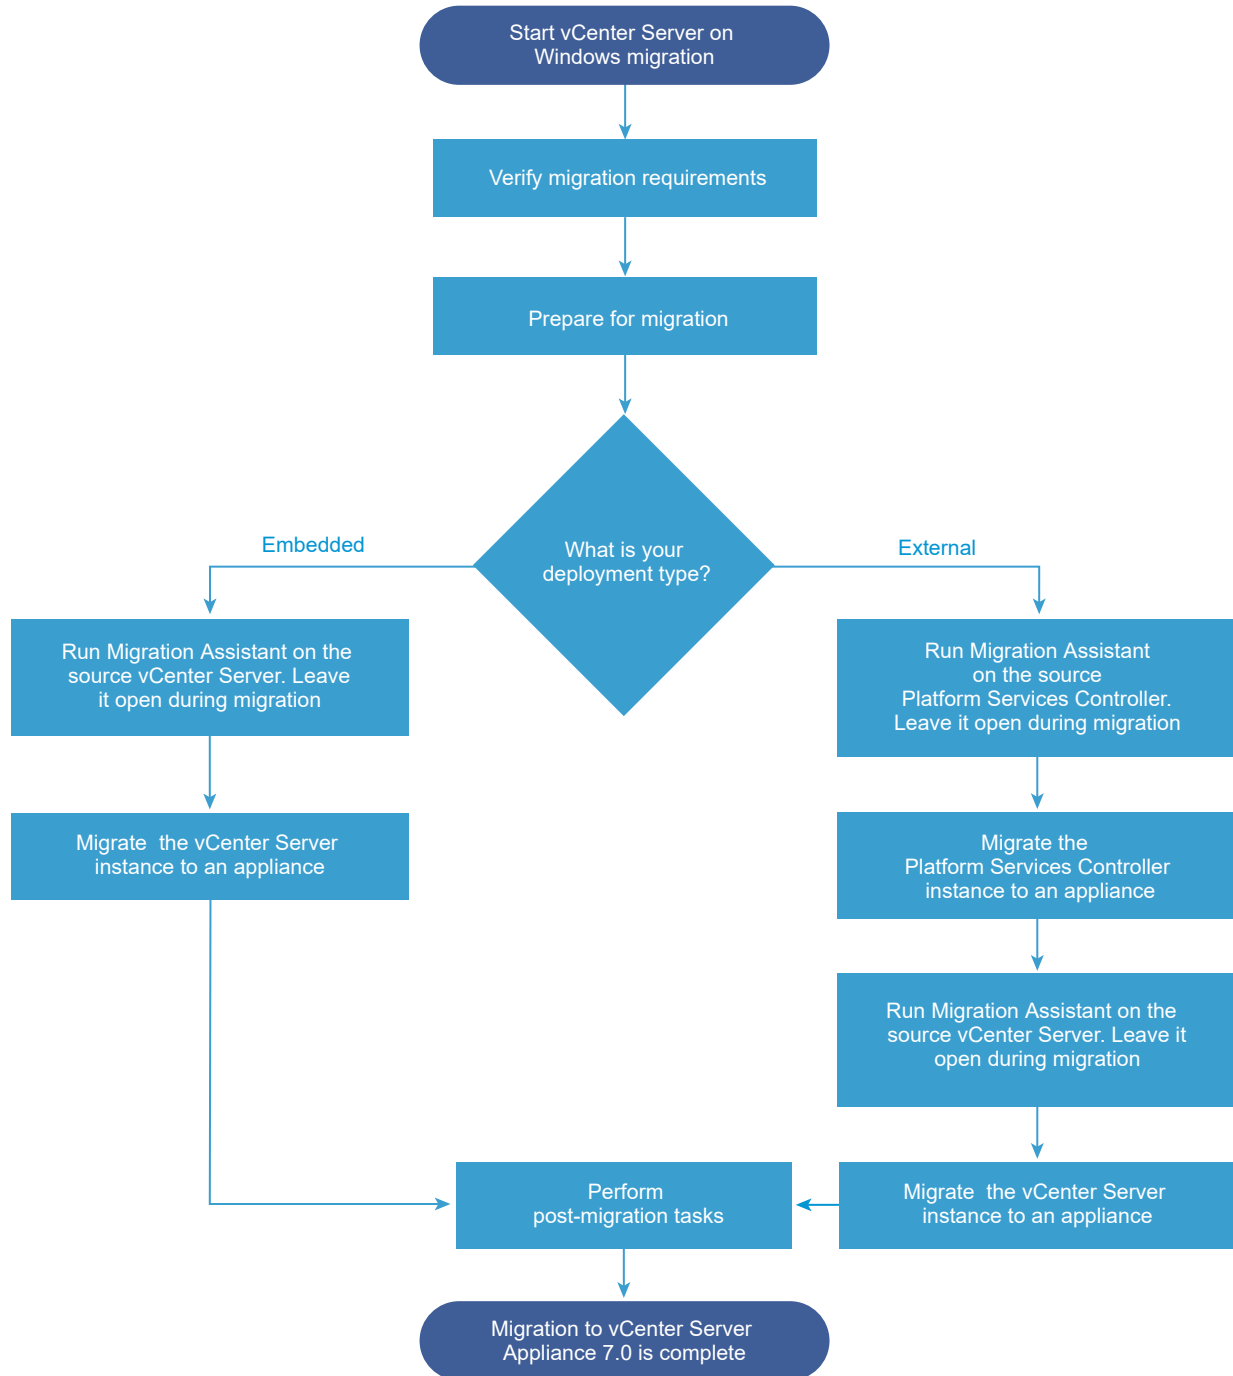 Start vCenter Server on
Windows migration
Verify migration requirements
Prepare for migration
What is your
deployment type?
Embedded
External
Run Migration Assistant on the
source vCenter Server. Leave
it open during migration
Migrate the vCenter Server
instance to an appliance
Run Migration Assistant
on the source
Platform Services Controller.
Leave it open during migration
Migrate the
Platform Services Controller
instance to an appliance
Run Migration Assistant on the
source vCenter Server. Leave it
open during migration
Migrate the vCenter Server
instance to an appliance
Perform
post-migration tasks
Migration to vCenter Server
Appliance 7.0 is complete